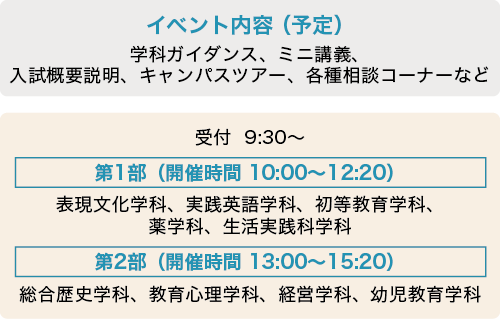 イベント内容（予定）
学科ガイダンス、ミニ講義、
入試概要説明、キャンパスツアー、各種相談コーナーなど
受付 9:30～
第1部（開催時間 10:00～12:20）
表現文化学科、実践英語学科、初等教育学科、
薬学科、生活実践科学科
第2部（開催時間 13:00～15:20）
総合歴史学科、教育心理学科、経営学科、幼児教育学科